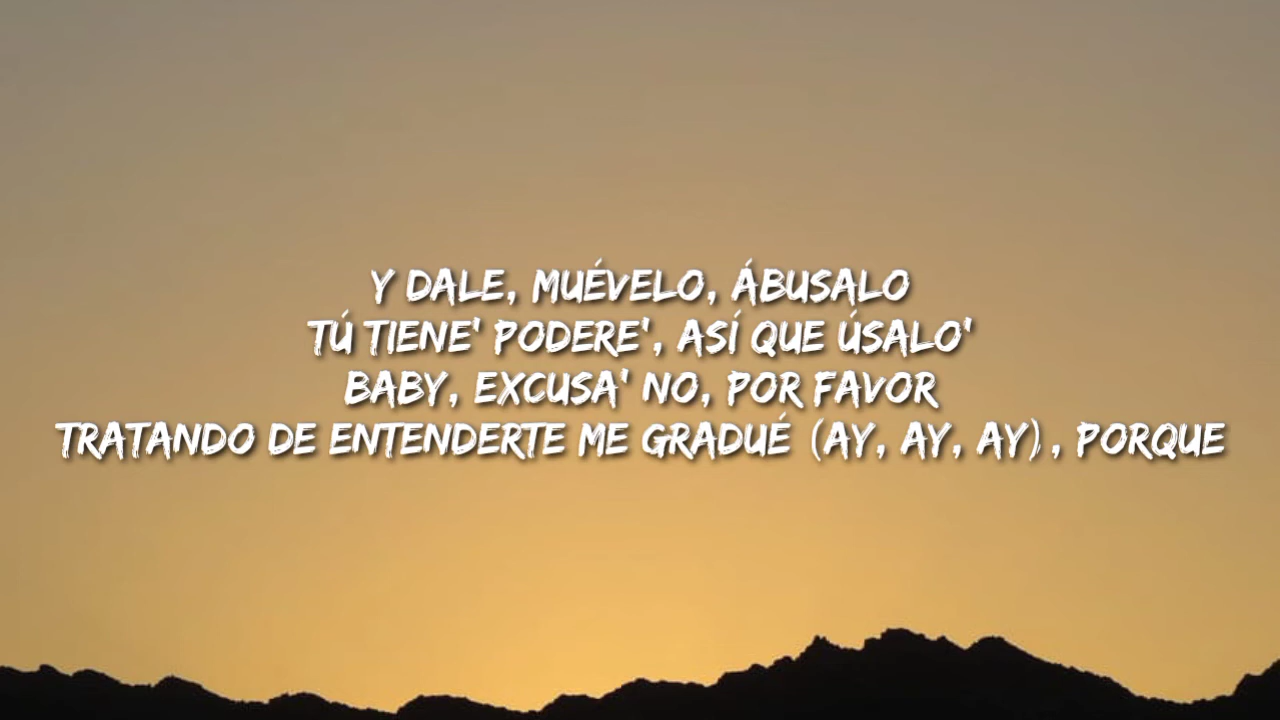 Y DALE, MUÉVELO, ÁBUSALO
TÚ TIENE' PODERE', ASÍ QUE ÚSALO'
BABY, EXCUSA' NO, POR FAVOR
TRATANDO DE ENTENDERTE ME GRADUÉ (AY, AY, AY), PORQUE